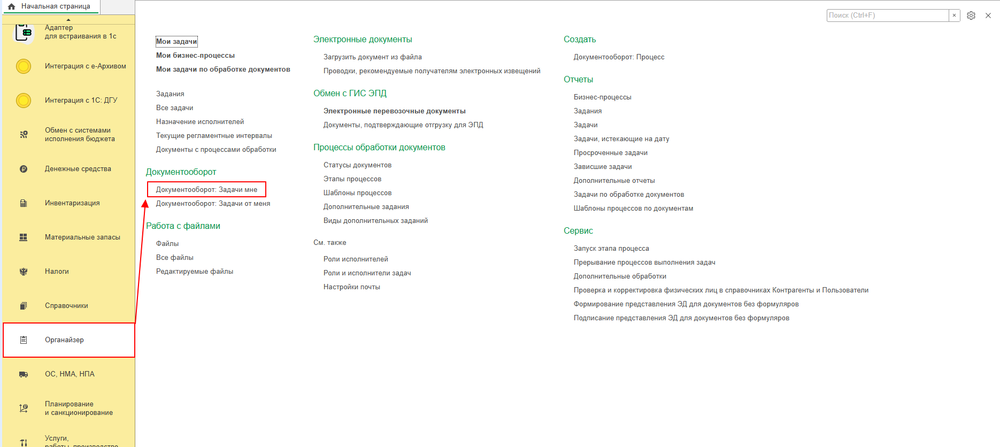 Начальная страница
Поиск (Ctrl+F)
Адаптер
для встраивания в 1с
Интеграция с е-Архивом
Интеграция с 1С: ДГУ
Обмен с системами
исполнения бюджета
Денежные средства
Инвентаризация
Материальные запасы
Налоги
Справочники
Органайзер
ОС, НМА, НПА
Планирование
и санкционирование
Услуги,
работы, производство
Мои задачи
Мои бизнес-процессы
Мои задачи по обработке документов
Задания
Все задачи
Назначение исполнителей
Текущие регламентные интервалы
Документы с процессами обработки
Документооборот
Документооборот: Задачи мне
Документооборот: Задачи от меня
Работа с файлами
Файлы
Все файлы
Редактируемые файлы
Электронные документы
Загрузить документ из файла
Проводки, рекомендуемые получателям электронных извещений
Обмен с ГИС ЭПД
Электронные перевозочные документы
Документы, подтверждающие отгрузку для ЭПД
Процессы обработки документов
Статусы документов
Этапы процессов
Шаблоны процессов
Дополнительные задания
Виды дополнительных заданий
См. также
Роли исполнителей
Роли и исполнители задач
Настройки почты
Создать
Документооборот: Процесс
Отчеты
Бизнес-процессы
Задания
Задачи
Задачи, истекающие на дату
Просроченные задачи
Зависшие задачи
Дополнительные отчеты
Задачи по обработке документов
Шаблоны процессов по документам
Сервис
Запуск этапа процесса
Прерывание процессов выполнения задач
Дополнительные обработки
Проверка и корректировка физических лиц в справочниках Контрагенты и Пользователи
Формирование представления ЭД для документов без формуляров
Подписание представления ЭД для документов без формуляров